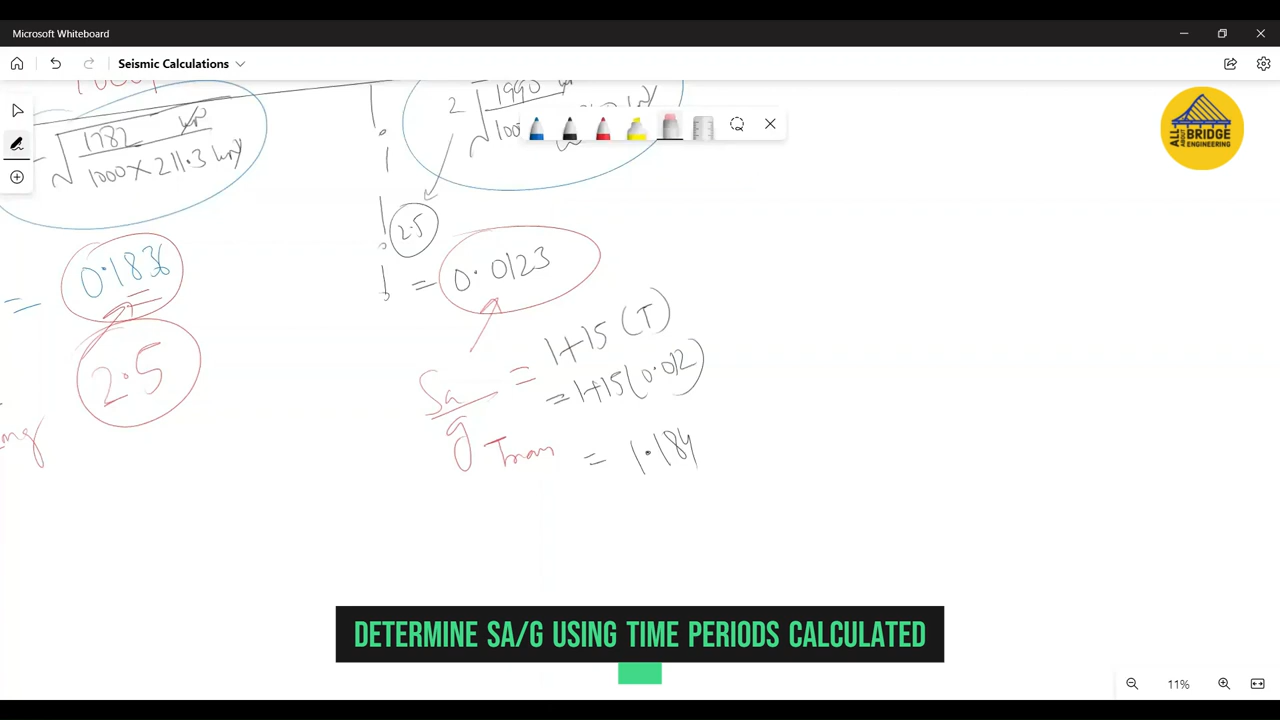 Microsoft Whiteboard
Seismic Calculations
ALL ABOUT BRIDGE ENGINEERING
1782
1000 × 211.3
= 0.1836
2.5
2
1990
100
2.5
= 0.0123
Sa/g Tran = 1+15 (T)
= 1+15(0.012)
= 1.184
DETERMINE SA/G USING TIME PERIODS CALCULATED
11%